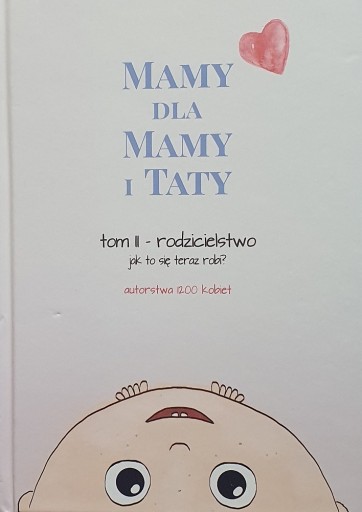 MAMY
DLA
MAMY
I TATY
tom II - rodzicielstwo
jak to się teraz robi?
autorstwa 1200 kobiet